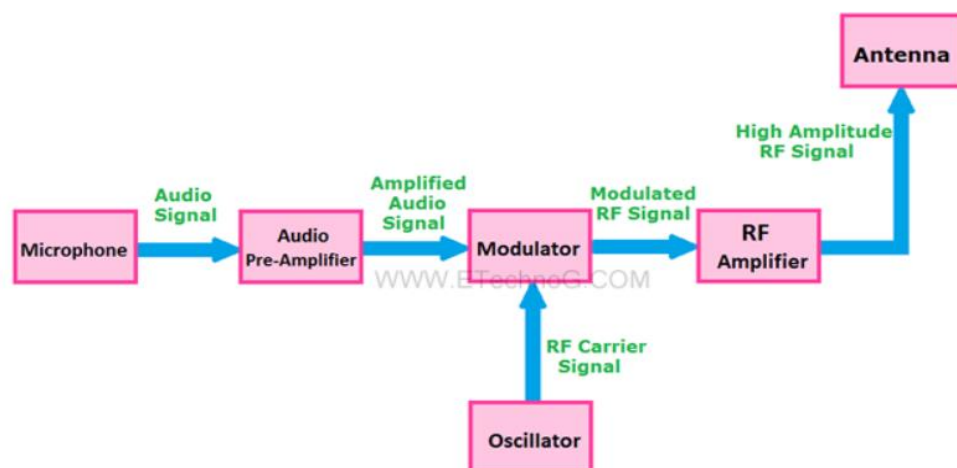 Antenna
High Amplitude
RF Signal
Audio
Signal
Amplified
Audio
Signal
Modulated
RF Signal
Microphone
Audio
Pre-Amplifier
Modulator
RF
Amplifier
WWW.ETechnoG.COM
RF Carrier
Signal
Oscillator